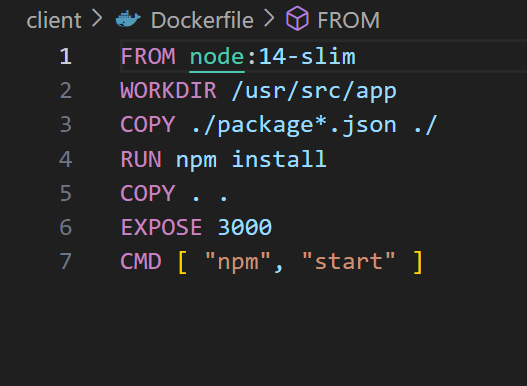 client > Dockerfile > FROM
1 FROM node:14-slim
2 WORKDIR /usr/src/app
3 COPY ./package*.json ./
4 RUN npm install
5 COPY . .
6 EXPOSE 3000
7 CMD [ "npm", "start" ]